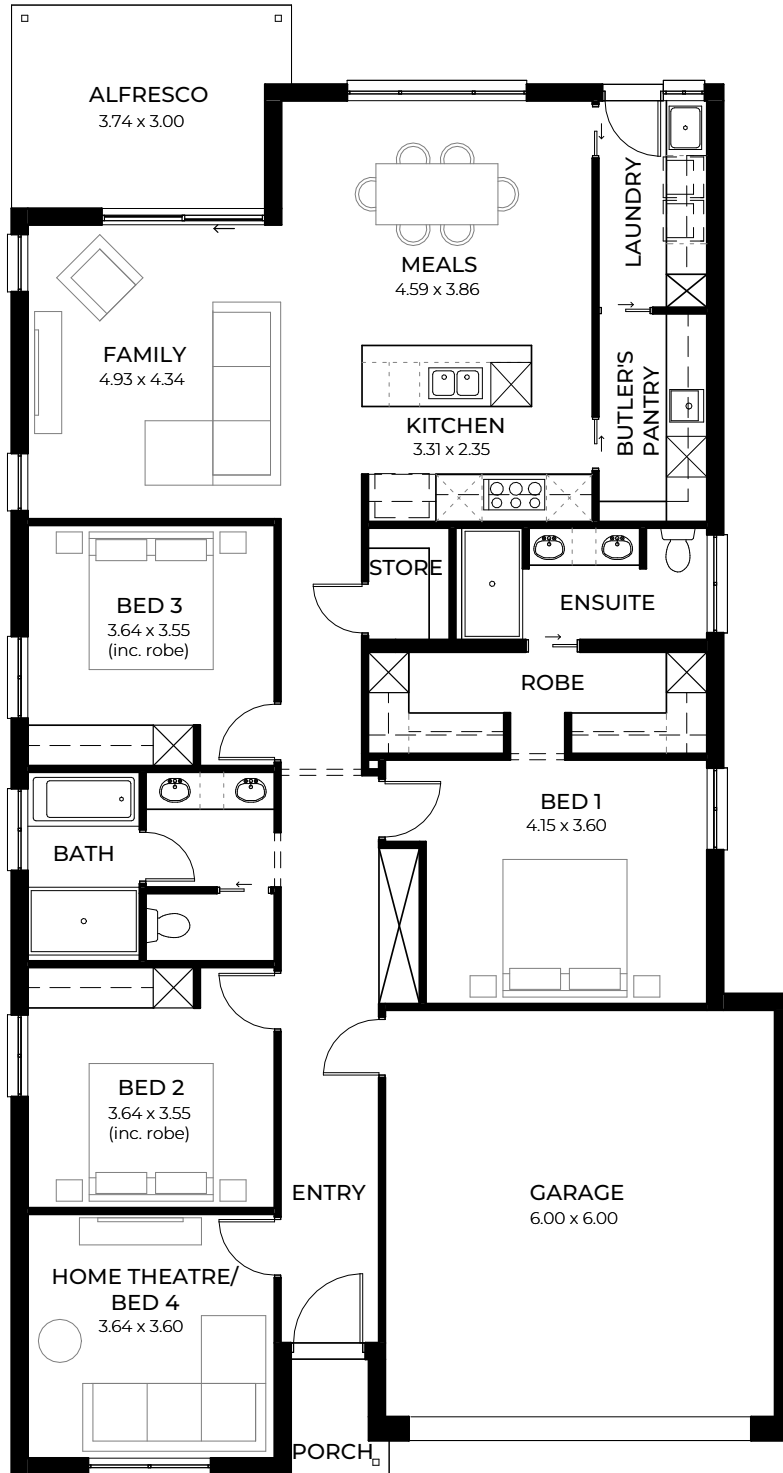 ALFRESCO
3.74 x 3.00
LAUNDRY
MEALS
4.59 x 3.86
FAMILY
4.93 x 4.34
BUTLER'S
PANTRY
KITCHEN
3.31 x 2.35
STORE
BED 3
3.64 x 3.55
(inc. robe)
ENSUITE
ROBE
BED 1
4.15 x 3.60
BATH
BED 2
3.64 x 3.55
(inc. robe)
ENTRY
GARAGE
6.00 x 6.00
HOME THEATRE/
BED 4
3.64 x 3.60
PORCH